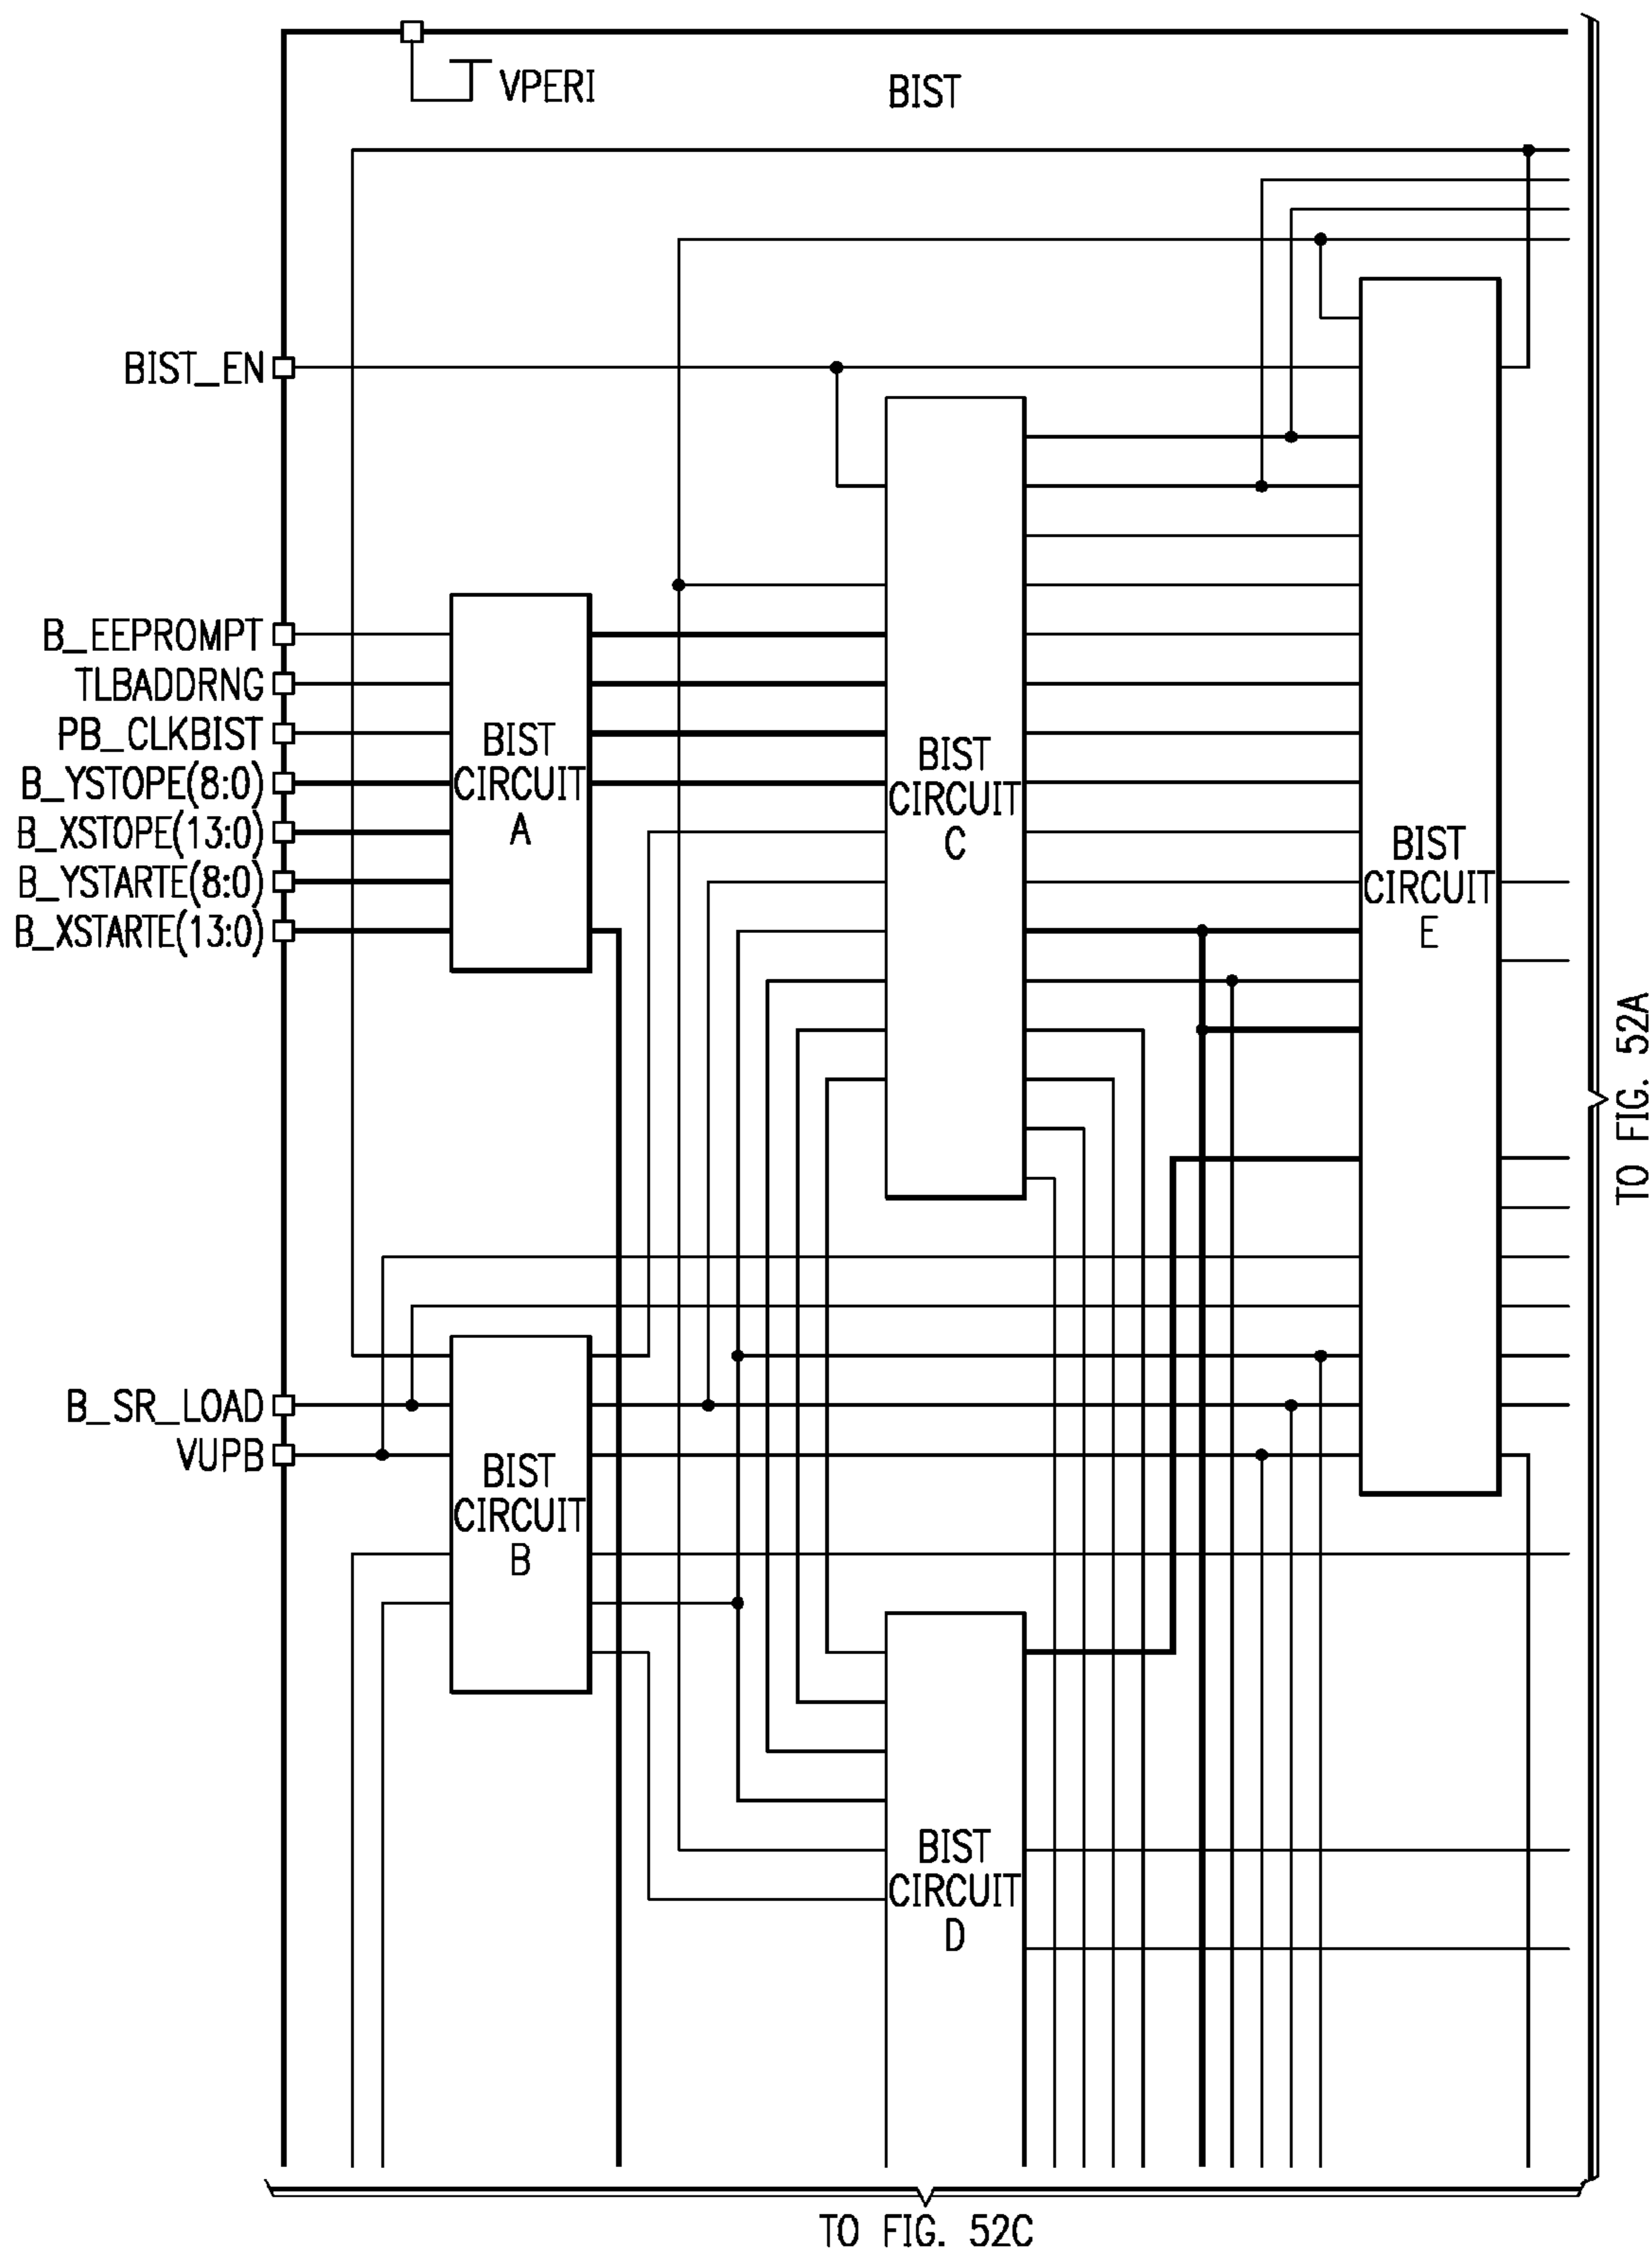 VPERI
BIST
BIST_EN
B_EEPROMPT
TLBADDRNG
PB_CLKBIST
B_YSTOPE(8:0)
B_XSTOPE(13:0)
B_YSTARTE(8:0)
B_XSTARTE(13:0)
BIST
CIRCUIT
A
BIST
CIRCUIT
C
BIST
CIRCUIT
E
TO FIG. 52A
B_SR_LOAD
VUPB
BIST
CIRCUIT
B
BIST
CIRCUIT
D
TO FIG. 52C